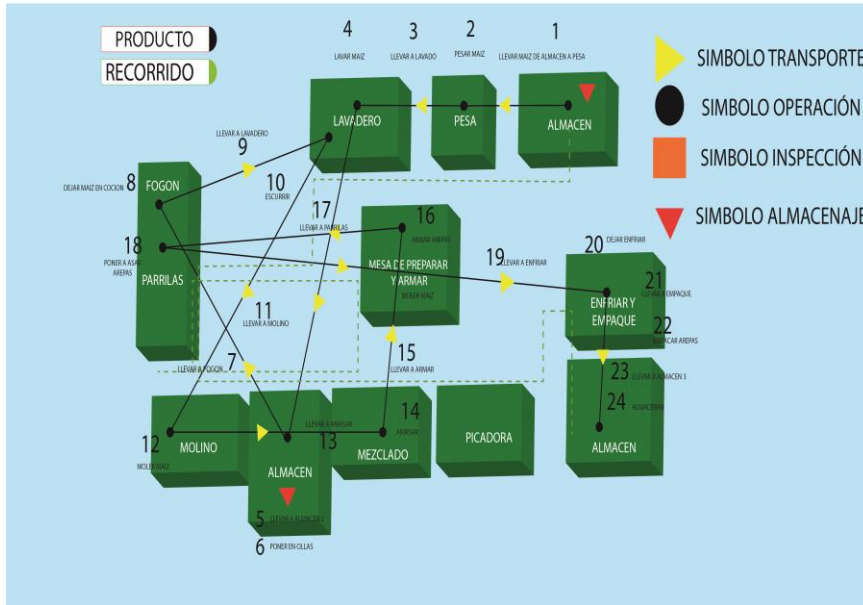 4
3
2
1
PRODUCTO
RECORRIDO
LAVAR MAIZ
LLEVAR A LAVADO
PESAR MAIZ
LLEVAR MAIZ DE ALMACEN A PESA
SIMBOLO TRANSPORTE
SIMBOLO OPERACIÓN
SIMBOLO INSPECCIÓN
SIMBOLO ALMACENAJE
LAVADERO
PESA
ALMACEN
LLEVAR A LAVADERO
9
8
DEJAR MAIZ EN COCION
FOGON
10
ESCURRIR
17
LLEVAR A PARRILAS
16
ARMAR AREPAS
18
PONER A ASAR
AREPAS
PARRILAS
MESA DE PREPARAR
Y ARMAR
MOLER MAIZ
19
LLEVAR A ENFRIAR
20
DEJAR ENFRIAR
21
LLEVAR A EMPAQUE
ENFRIAR Y
EMPAQUE
22
EMPACAR AREPAS
11
LLEVAR A MOLINO
7
LLEVAR A FOGON
15
LLEVAR A ARMAR
23
LLEVAR A ALMACEN 3
24
ALMACENAR
ALMACEN
12
MOLER MAIZ
MOLINO
LLEVAR A AMASAR
13
14
AMASAR
MEZCLADO
PICADORA
ALMACEN
5
LLEVAR A ALMACEN 2
6
PONER EN OLLAS